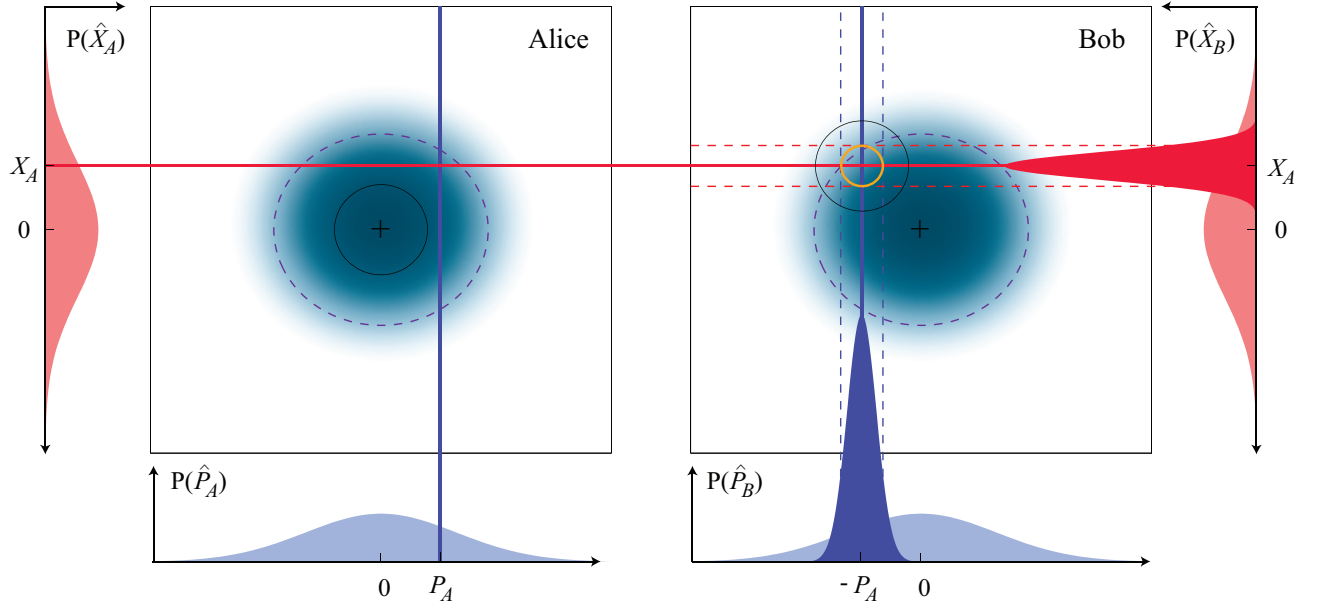 P(X̂_A)
Alice
Bob
P(X̂_B)
X_A
X_A
0
0
P(P̂_A)
P(P̂_B)
0
P_A
- P_A
0